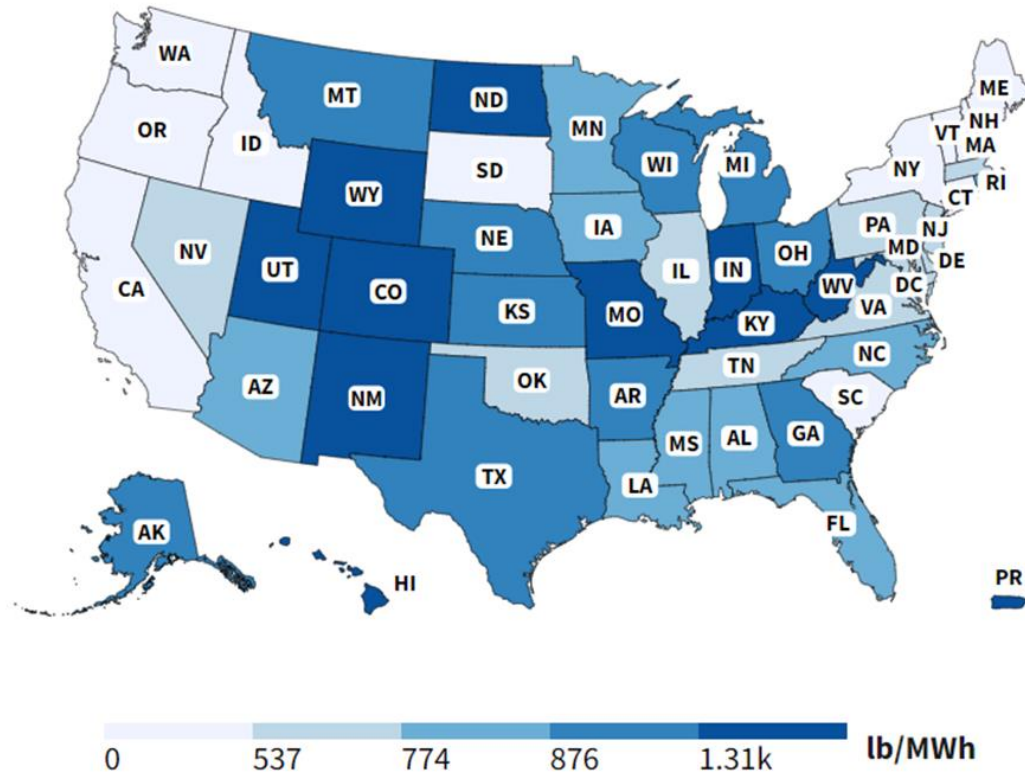 WA
ME
MT
ND
VT
NH
OR
MN
ID
MA
WI
MI
NY
SD
RI
WY
CT
PA
NJ
NE
IA
MD
OH
NV
DE
IL
IN
UT
DC
CO
WV
CA
VA
KS
MO
KY
NC
TN
OK
AZ
AR
SC
NM
GA
MS
AL
TX
LA
FL
AK
HI
PR
0 537 774 876 1.31k lb/MWh